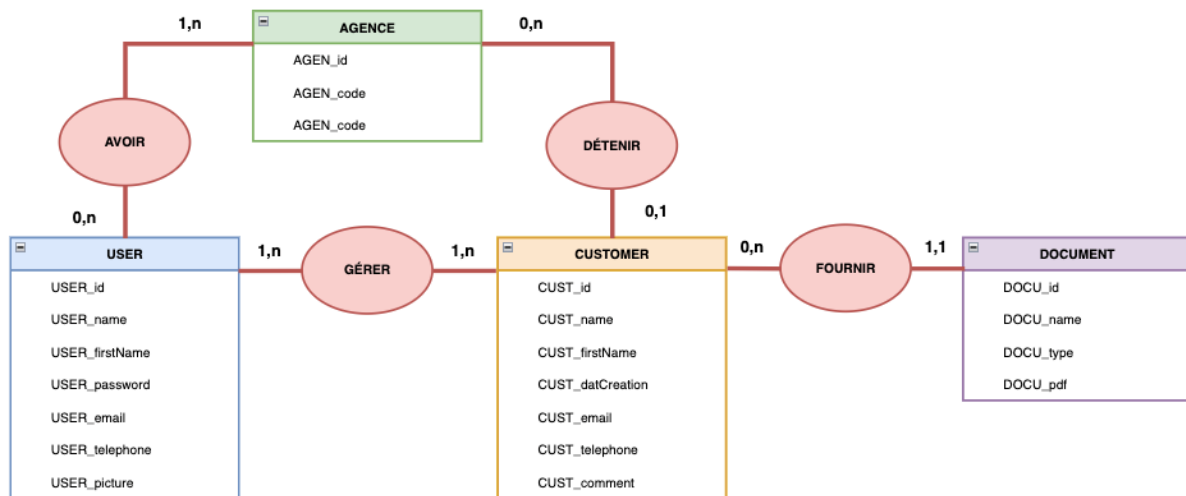 1,n
AGENCE
0,n
AGEN_id
AGEN_code
AGEN_code
AVOIR
DÉTENIR
0,n
0,1
USER
1,n
GÉRER
1,n
CUSTOMER
0,n
FOURNIR
1,1
DOCUMENT
USER_id
USER_name
USER_firstName
USER_password
USER_email
USER_telephone
USER_picture
CUST_id
CUST_name
CUST_firstName
CUST_datCreation
CUST_email
CUST_telephone
CUST_comment
DOCU_id
DOCU_name
DOCU_type
DOCU_pdf